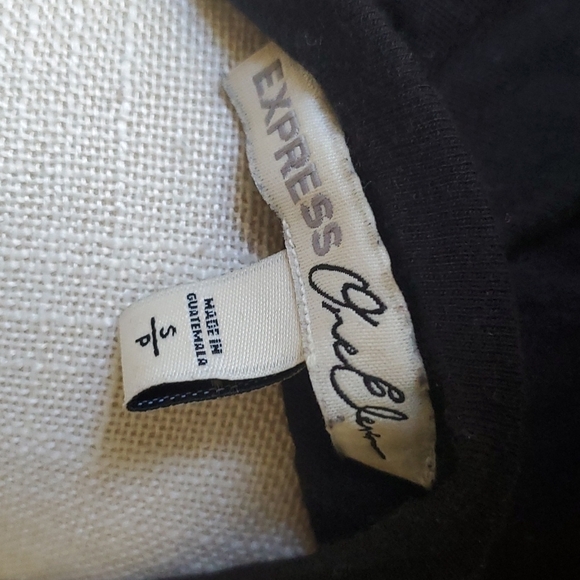 EXPRESS
One Eleven
MADE IN
GUATEMALA
S
P